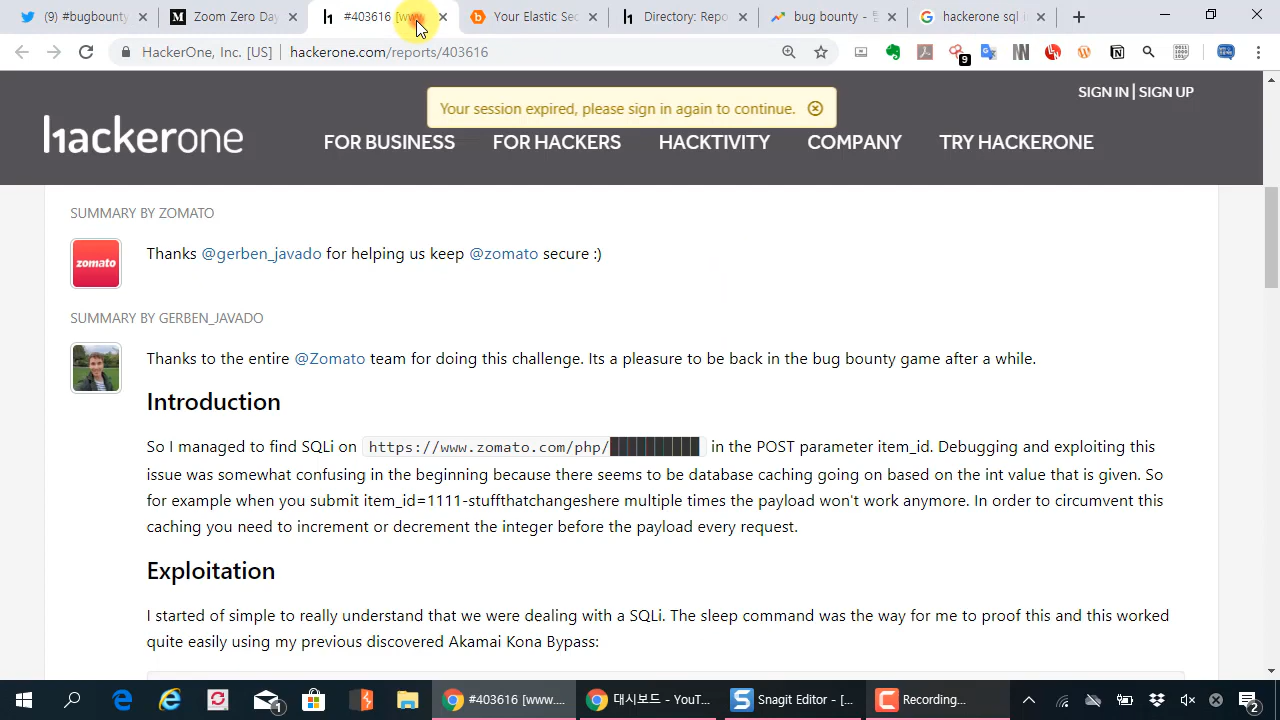 (9) #bugbounty
Zoom Zero Day
#403616 [www
Your Elastic Sec
Directory: Repo
bug bounty - 
hackerone sql i
HackerOne, Inc. [US]
hackerone.com/reports/403616
9
SIGN IN | SIGN UP
Your session expired, please sign in again to continue.
hackerone
FOR BUSINESS
FOR HACKERS
HACKTIVITY
COMPANY
TRY HACKERONE
SUMMARY BY ZOMATO
zomato
Thanks @gerben_javado for helping us keep @zomato secure :)
SUMMARY BY GERBEN_JAVADO
Thanks to the entire @Zomato team for doing this challenge. Its a pleasure to be back in the bug bounty game after a while.
Introduction
So I managed to find SQLi on https://www.zomato.com/php/██████████ in the POST parameter item_id. Debugging and exploiting this
issue was somewhat confusing in the beginning because there seems to be database caching going on based on the int value that is given. So
for example when you submit item_id=1111-stuffthatchangeshere multiple times the payload won't work anymore. In order to circumvent this
caching you need to increment or decrement the integer before the payload every request.
Exploitation
I started of simple to really understand that we were dealing with a SQLi. The sleep command was the way for me to proof this and this worked
quite easily using my previous discovered Akamai Kona Bypass:
1
#403616 [www....
대시보드 - YouT...
Snagit Editor - [...
Recording...
2